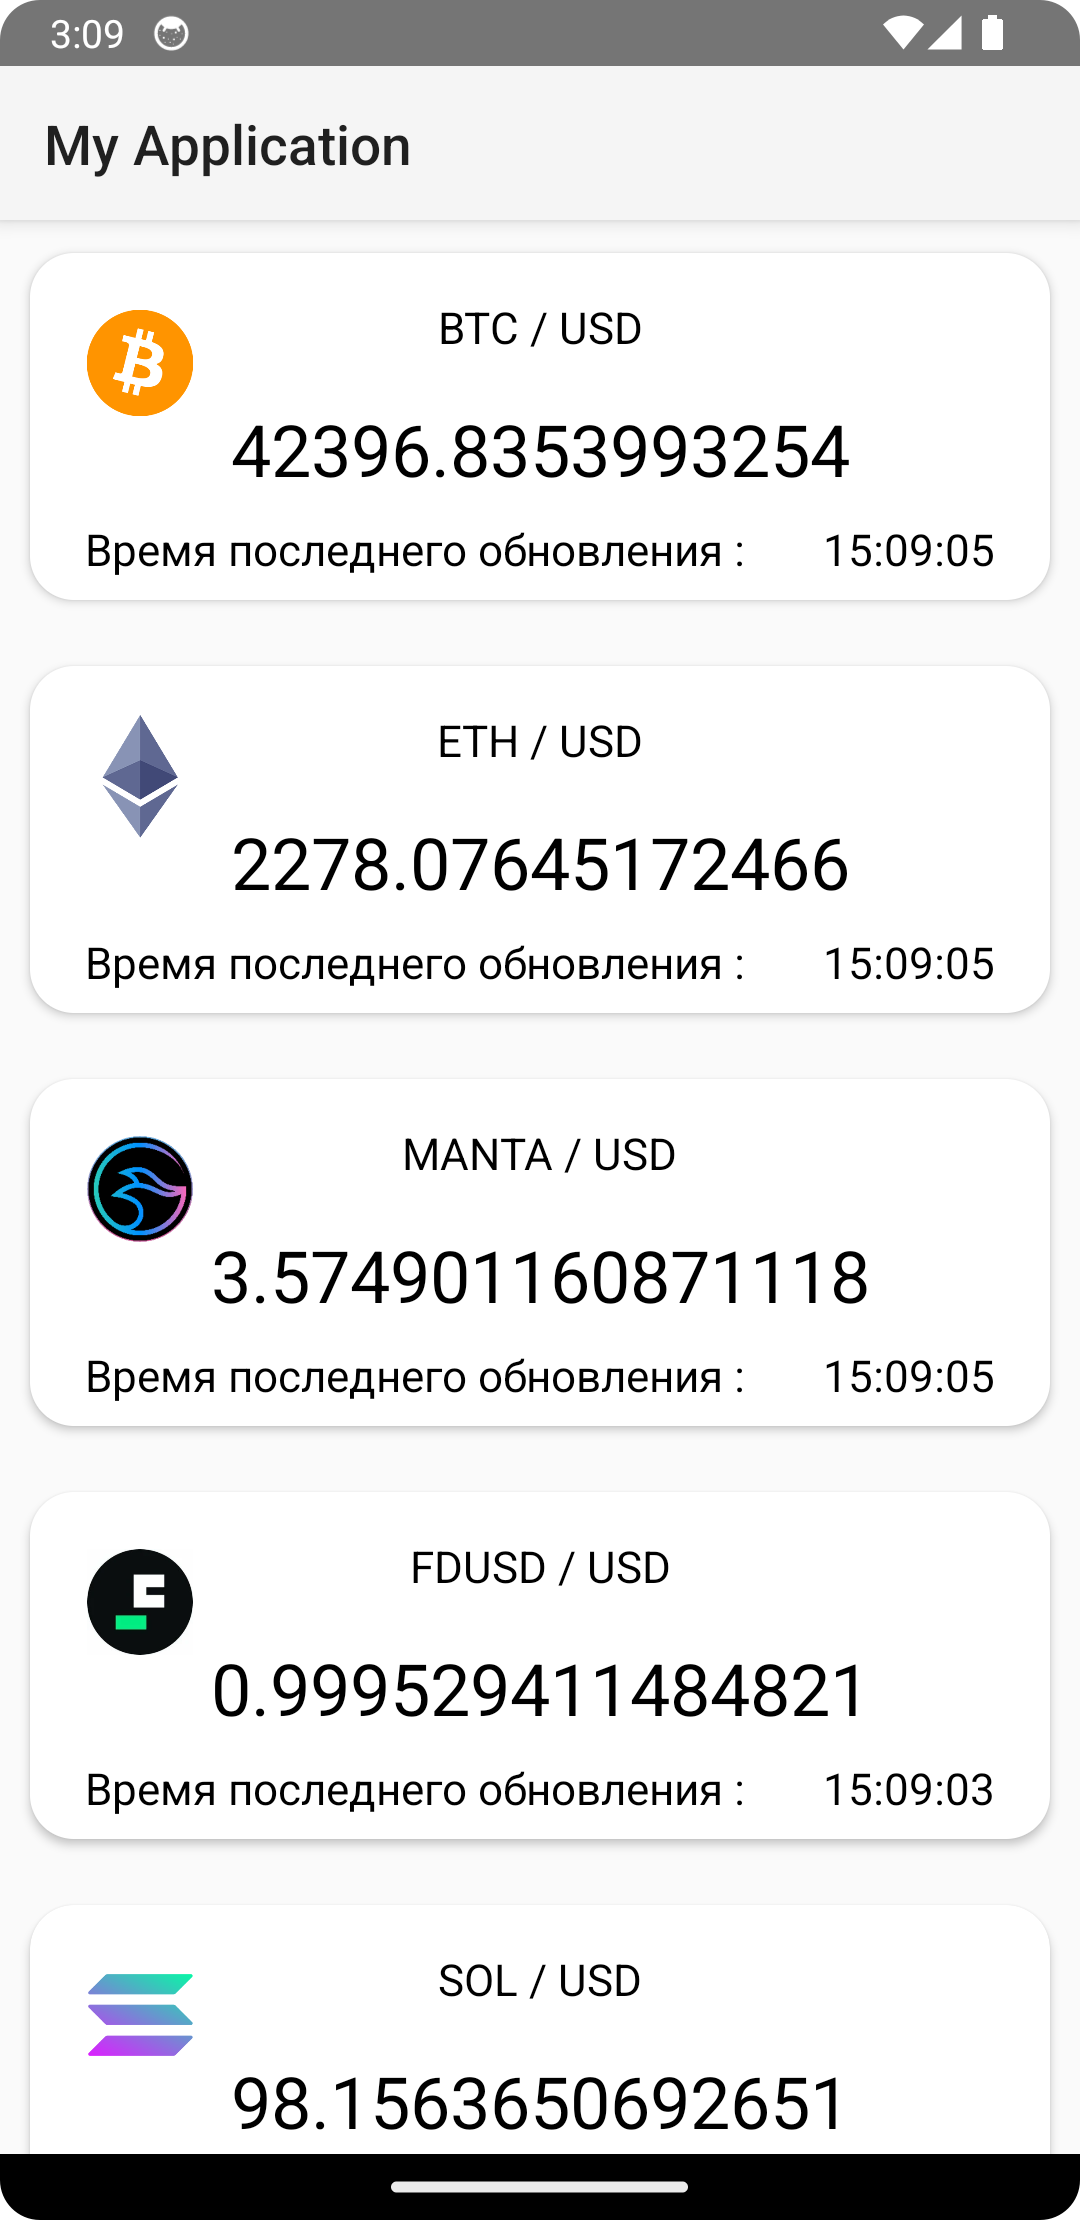 3:09
My Application
BTC / USD
42396.8353993254
Время последнего обновления : 15:09:05
ETH / USD
2278.07645172466
Время последнего обновления : 15:09:05
MANTA / USD
3.574901160871118
Время последнего обновления : 15:09:05
FDUSD / USD
0.999529411484821
Время последнего обновления : 15:09:03
SOL / USD
98.1563650692651